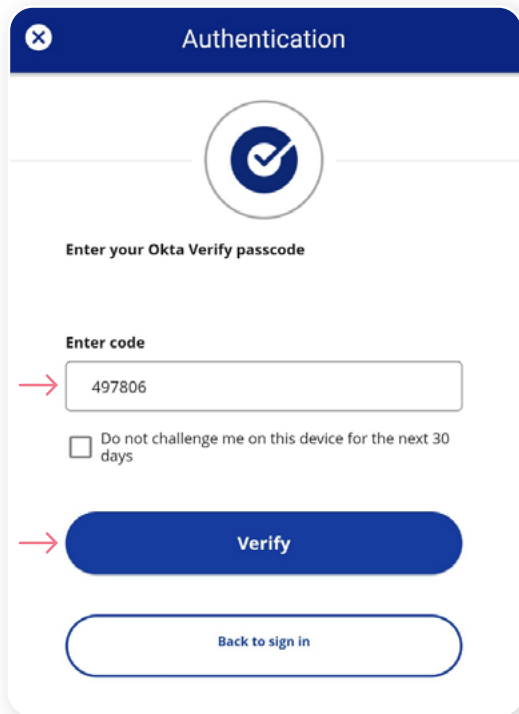 Authentication
Enter your Okta Verify passcode
Enter code
497806
Do not challenge me on this device for the next 30
days
Verify
Back to sign in